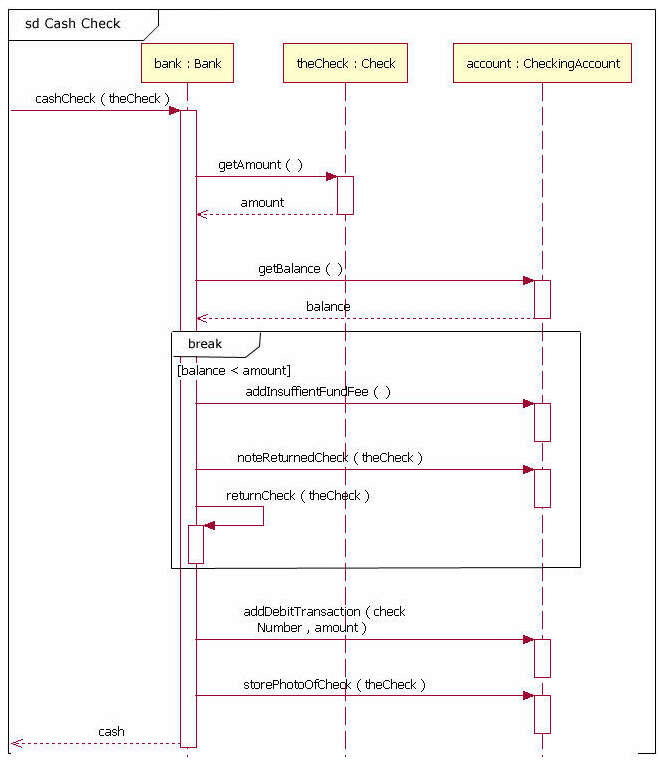 sd Cash Check
bank : Bank
theCheck : Check
account : CheckingAccount
cashCheck ( theCheck )
getAmount ( )
amount
getBalance ( )
balance
break
[balance < amount]
addInsuffientFundFee ( )
noteReturnedCheck ( theCheck )
returnCheck ( theCheck )
addDebitTransaction ( check
Number , amount )
storePhotoOfCheck ( theCheck )
cash